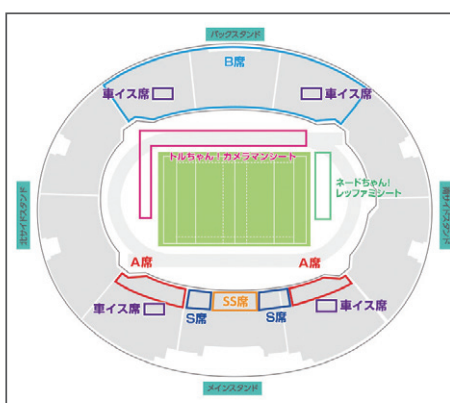 バックスタンド
B席
車イス席
車イス席
トルちゃん！カメラマンシート
ネードちゃん！
レッファミシート
北サイドスタンド
南サイドスタンド
A席
A席
車イス席
S席
SS席
S席
車イス席
メインスタンド